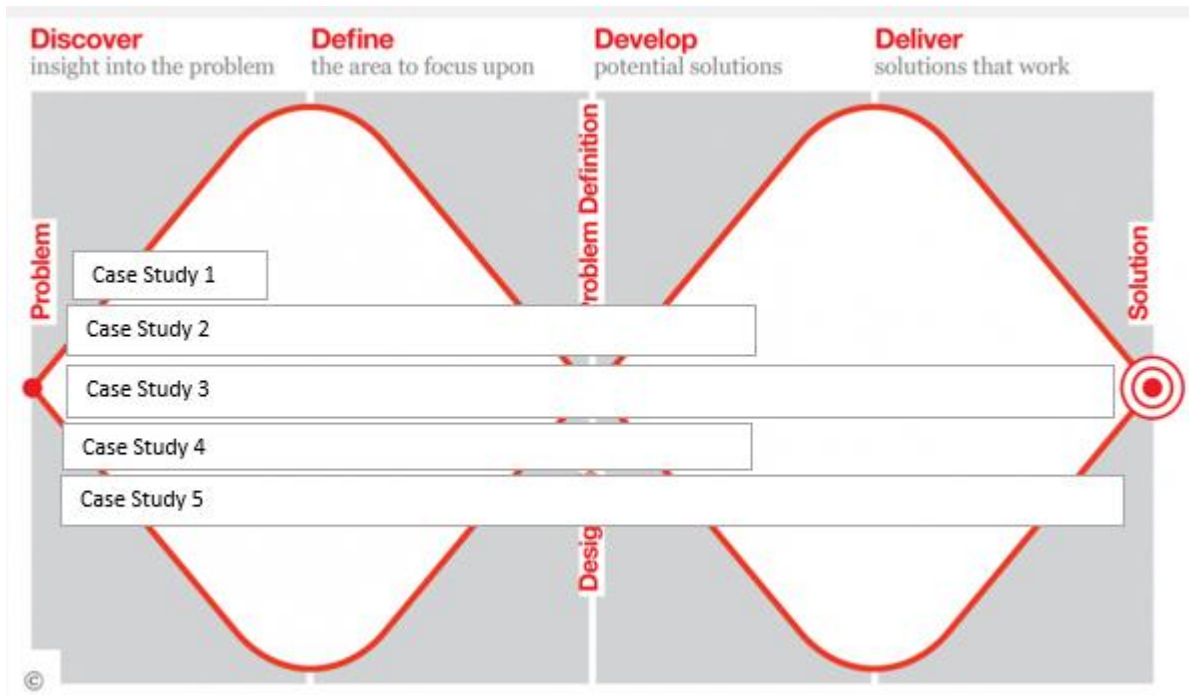 Discover
insight into the problem
Define
the area to focus upon
Develop
potential solutions
Deliver
solutions that work
Problem
Problem Definition
Solution
Case Study 1
Case Study 2
Case Study 3
Case Study 4
Case Study 5
©